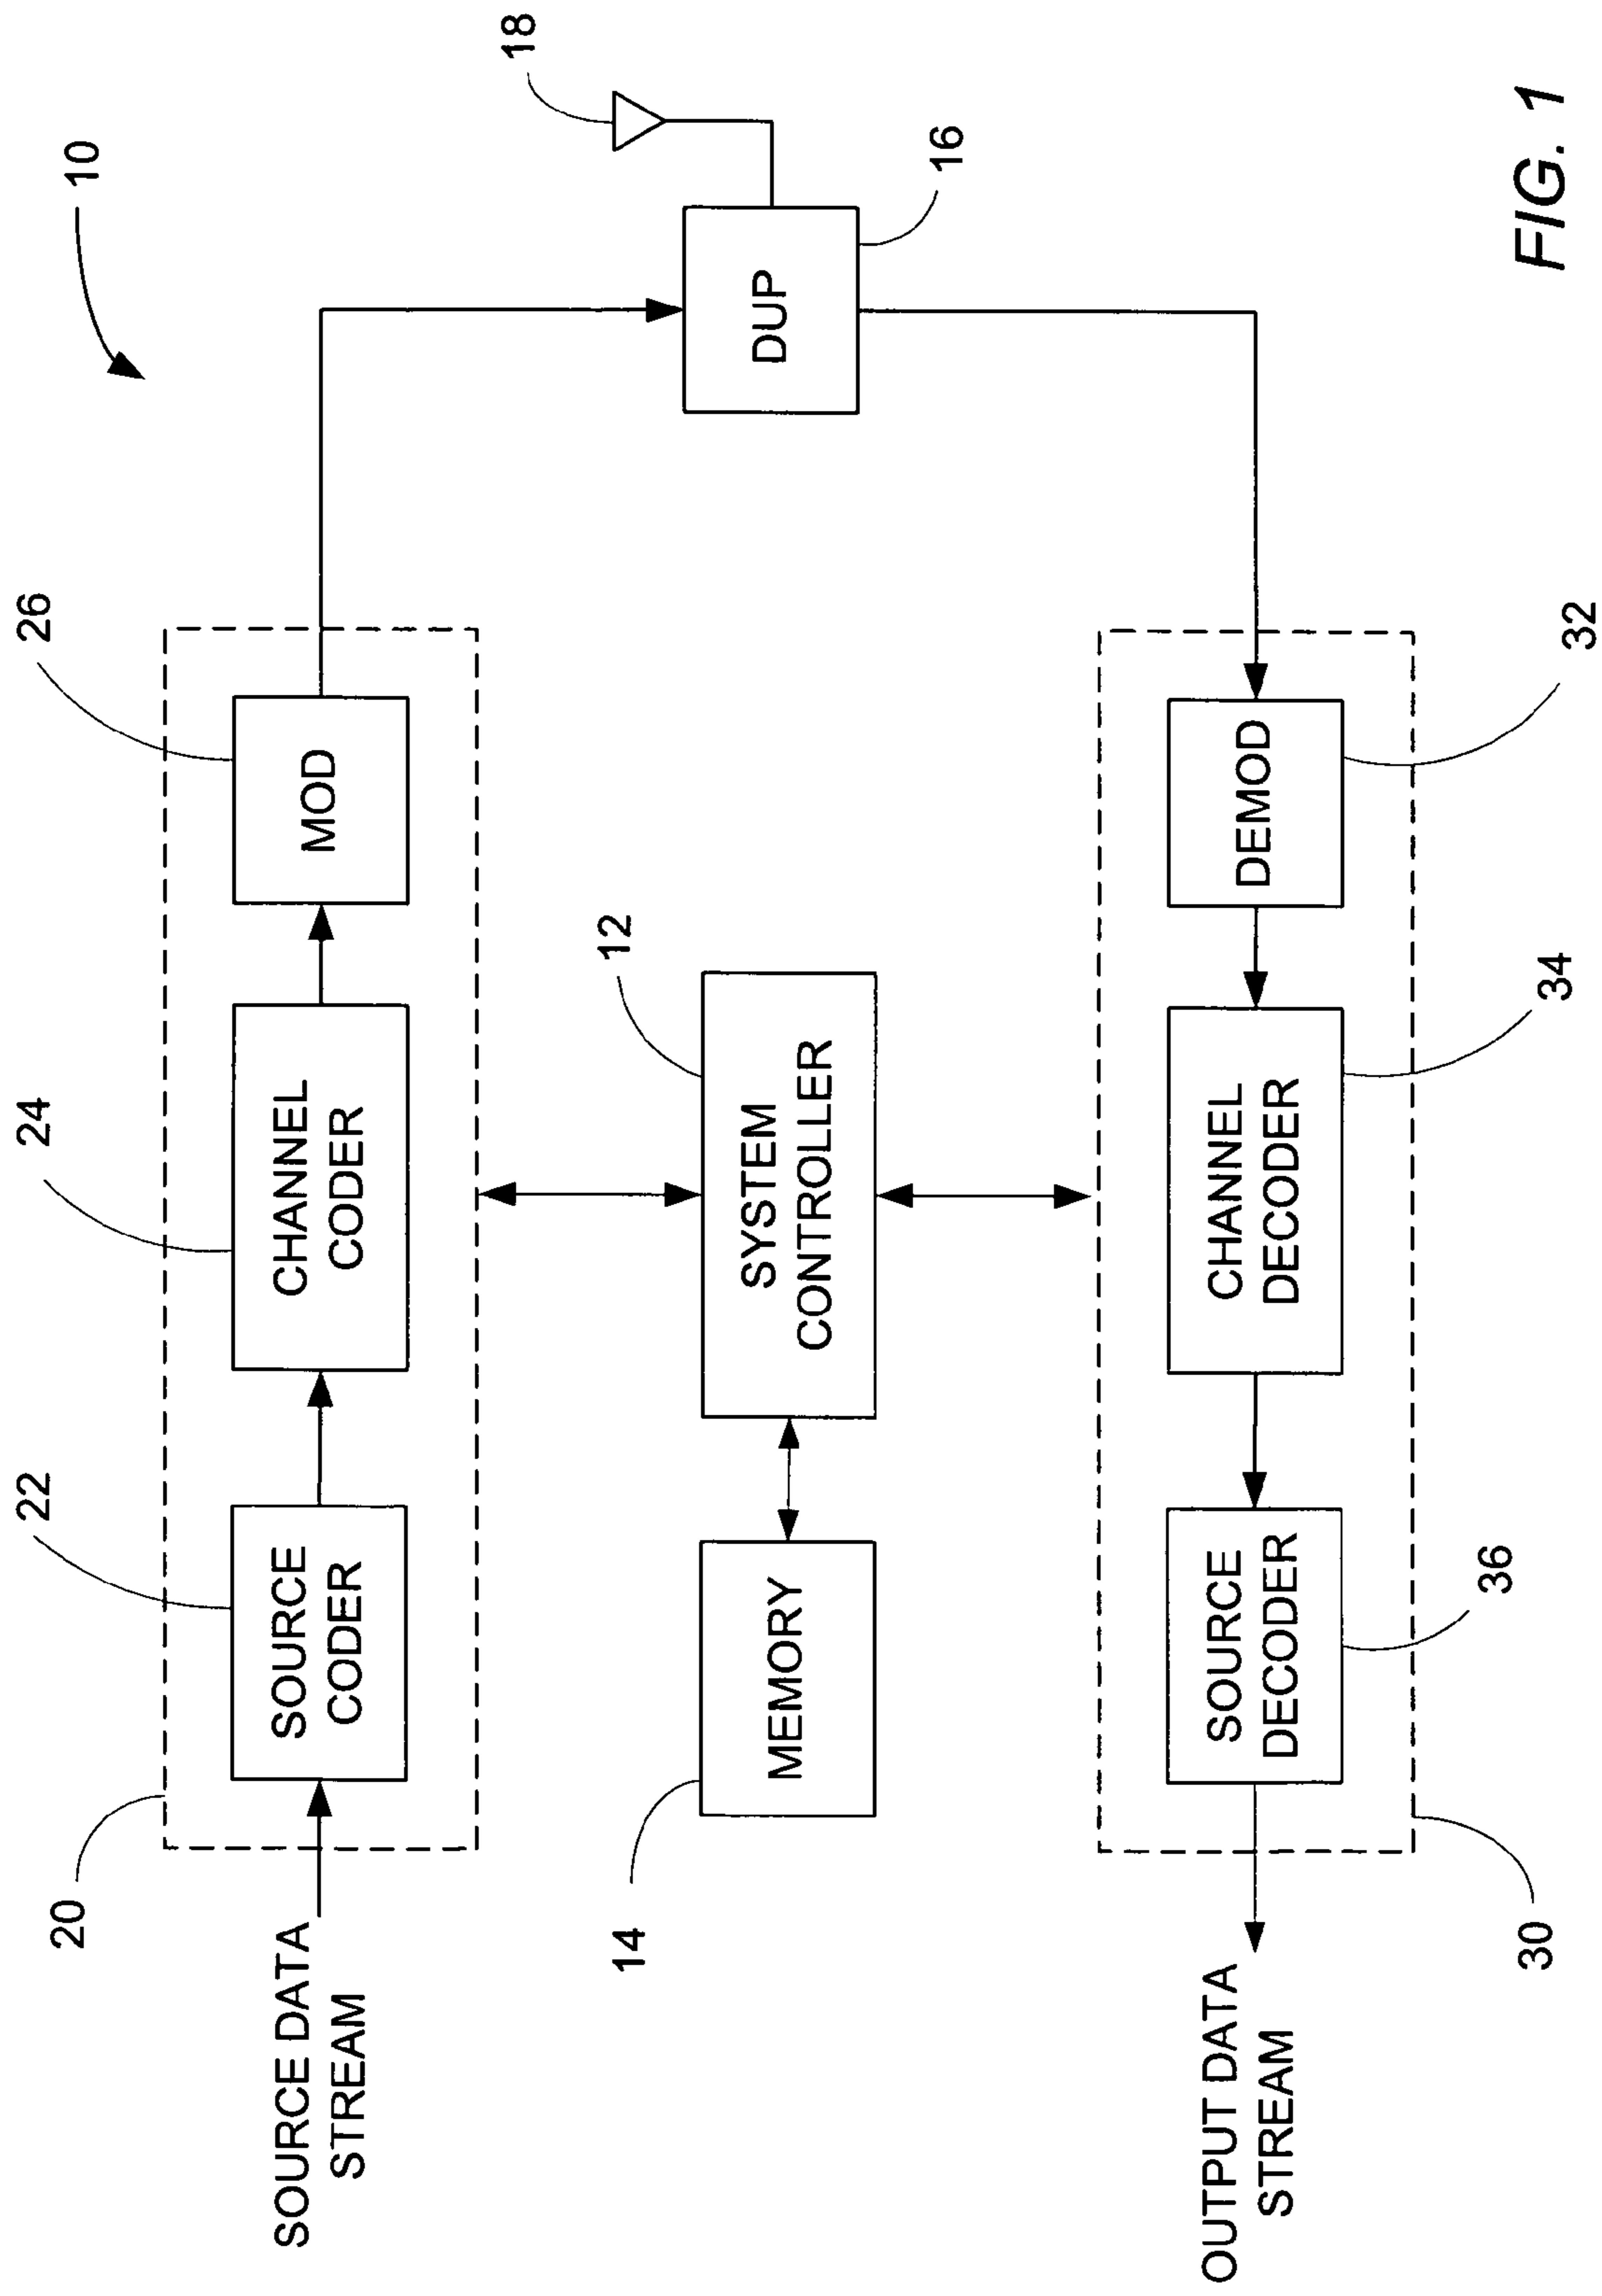 10
20
22
24
26
SOURCE DATA
STREAM
SOURCE
CODER
CHANNEL
CODER
MOD
18
14
12
MEMORY
SYSTEM
CONTROLLER
DUP
16
OUTPUT DATA
STREAM
SOURCE
DECODER
CHANNEL
DECODER
DEMOD
30
36
34
32
FIG. 1